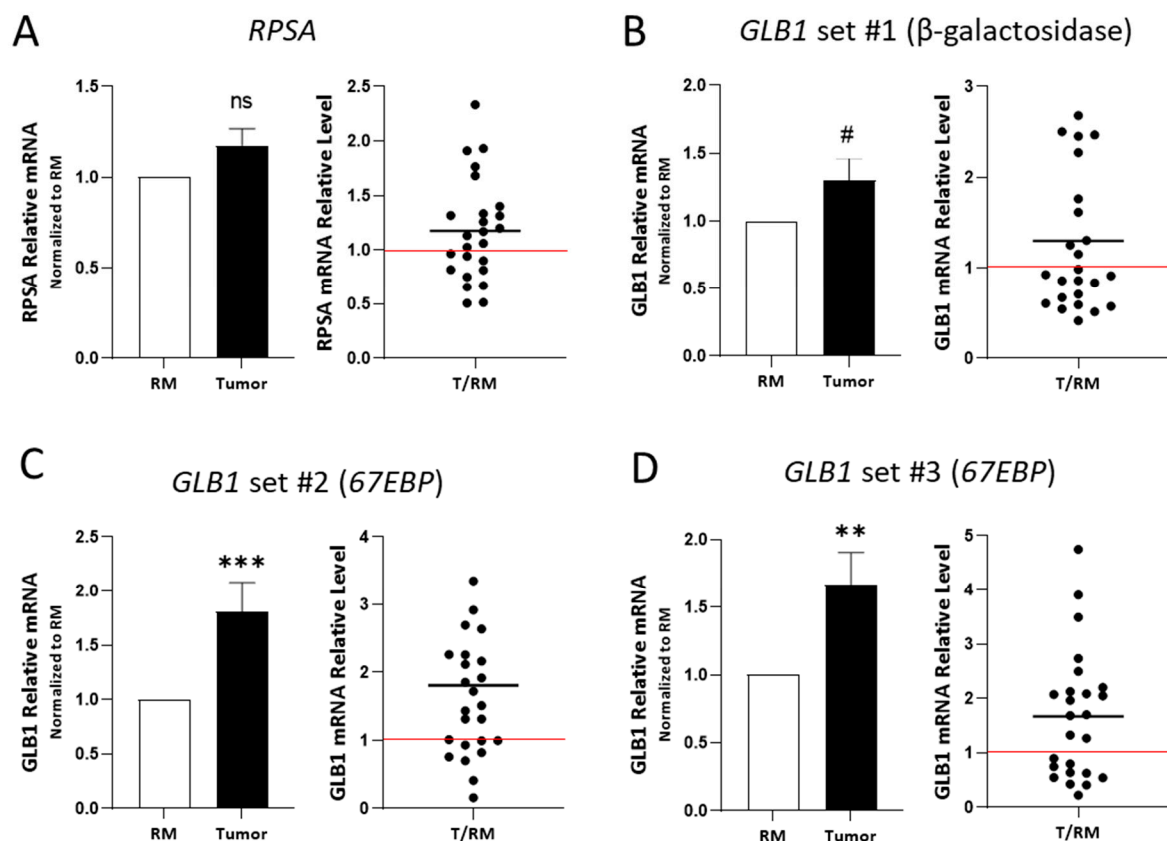 A
RPSA
RPSA Relative mRNA
Normalized to RM
1.5
1.0
0.5
0.0
ns
RM
Tumor
RPSA mRNA Relative Level
2.5
2.0
1.5
1.0
0.5
0.0
T/RM
B
GLB1 set #1 (β-galactosidase)
GLB1 Relative mRNA
Normalized to RM
2.0
1.5
1.0
0.5
0.0
#
RM
Tumor
GLB1 mRNA Relative Level
3
2
1
0
T/RM
C
GLB1 set #2 (67EBP)
GLB1 Relative mRNA
Normalized to RM
2.5
2.0
1.5
1.0
0.5
0.0
***
RM
Tumor
GLB1 mRNA Relative Level
4
3
2
1
0
T/RM
D
GLB1 set #3 (67EBP)
GLB1 Relative mRNA
Normalized to RM
2.0
1.5
1.0
0.5
0.0
**
RM
Tumor
GLB1 mRNA Relative Level
5
4
3
2
1
0
T/RM